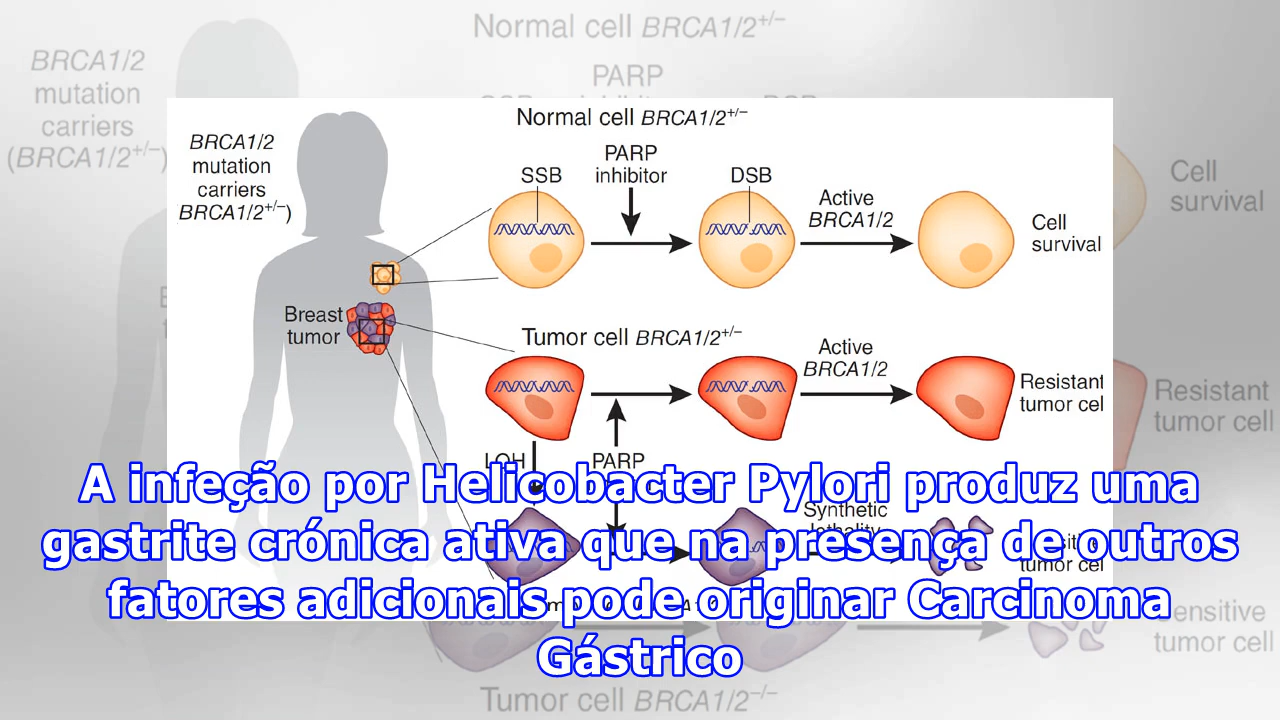 Normal cell BRCA1/2+/−
BRCA1/2
mutation
carriers
(BRCA1/2+/−)
PARP
Cell
survival
Resistant
tumor cell
Sensitive
tumor cell
Tumor cell BRCA1/2−/−
Normal cell BRCA1/2+/−
BRCA1/2
mutation
carriers
BRCA1/2+/−)
SSB
PARP
inhibitor
DSB
Active
BRCA1/2
Cell
survival
Breast
tumor
Tumor cell BRCA1/2+/−
Active
BRCA1/2
Resistant
tumor cel
LOH
PARP
Synthetic
lethality
tumor cel
A infeção por Helicobacter Pylori produz uma
gastrite crónica ativa que na presença de outros
fatores adicionais pode originar Carcinoma
Gástrico